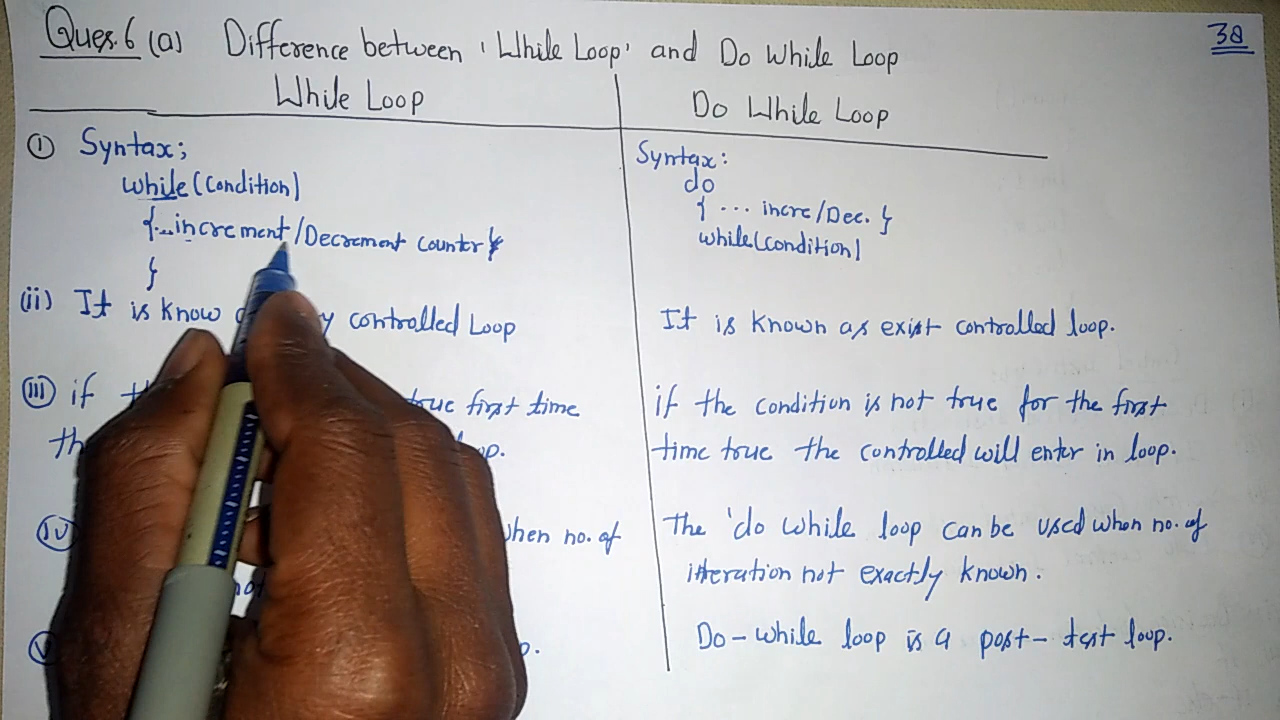 Ques. 6 (a) Difference between 'While Loop' and Do While Loop
38
While Loop
Do While Loop
(i) Syntax;
while(Condition)
{...increment/Decrement counter}
}
(ii) It is know y controlled Loop
(iii) if true first time
op.
(iv) when no. of
(v)
Syntax:
do
{ ... incre/Dec. }
while(condition)
It is known as exist controlled loop.
if the condition is not true for the first
time true the controlled will enter in loop.
The 'do while loop can be used when no. of
itteration not exactly known.
Do-while loop is a post-test loop.